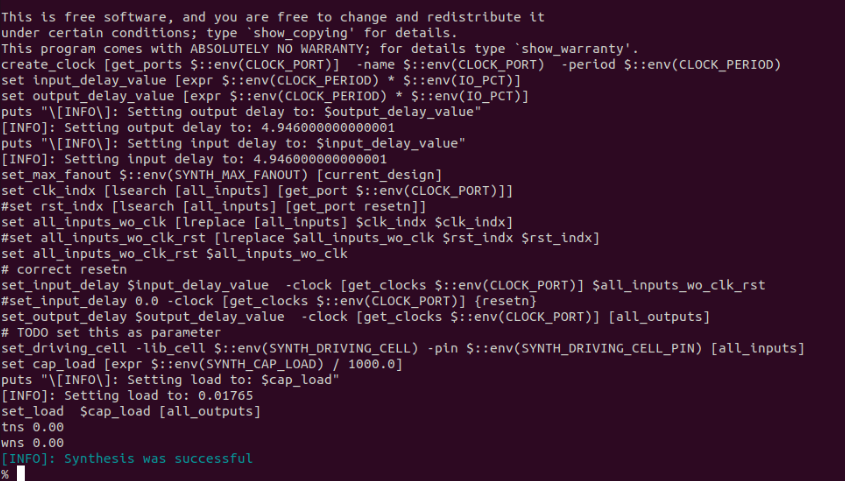 This is free software, and you are free to change and redistribute it
under certain conditions; type `show_copying' for details.
This program comes with ABSOLUTELY NO WARRANTY; for details type `show_warranty'.
create_clock [get_ports $::env(CLOCK_PORT)]  -name $::env(CLOCK_PORT)  -period $::env(CLOCK_PERIOD)
set input_delay_value [expr $::env(CLOCK_PERIOD) * $::env(IO_PCT)]
set output_delay_value [expr $::env(CLOCK_PERIOD) * $::env(IO_PCT)]
puts "\[INFO\]: Setting output delay to: $output_delay_value"
[INFO]: Setting output delay to: 4.946000000000001
puts "\[INFO\]: Setting input delay to: $input_delay_value"
[INFO]: Setting input delay to: 4.946000000000001
set_max_fanout $::env(SYNTH_MAX_FANOUT) [current_design]
set clk_indx [lsearch [all_inputs] [get_port $::env(CLOCK_PORT)]]
#set rst_indx [lsearch [all_inputs] [get_port resetn]]
set all_inputs_wo_clk [lreplace [all_inputs] $clk_indx $clk_indx]
#set all_inputs_wo_clk_rst [lreplace $all_inputs_wo_clk $rst_indx $rst_indx]
set all_inputs_wo_clk_rst $all_inputs_wo_clk
# correct resetn
set_input_delay $input_delay_value  -clock [get_clocks $::env(CLOCK_PORT)] $all_inputs_wo_clk_rst
#set_input_delay 0.0 -clock [get_clocks $::env(CLOCK_PORT)] {resetn}
set_output_delay $output_delay_value  -clock [get_clocks $::env(CLOCK_PORT)] [all_outputs]
# TODO set this as parameter
set_driving_cell -lib_cell $::env(SYNTH_DRIVING_CELL) -pin $::env(SYNTH_DRIVING_CELL_PIN) [all_inputs]
set cap_load [expr $::env(SYNTH_CAP_LOAD) / 1000.0]
puts "\[INFO\]: Setting load to: $cap_load"
[INFO]: Setting load to: 0.01765
set_load  $cap_load [all_outputs]
tns 0.00
wns 0.00
[INFO]: Synthesis was successful
%